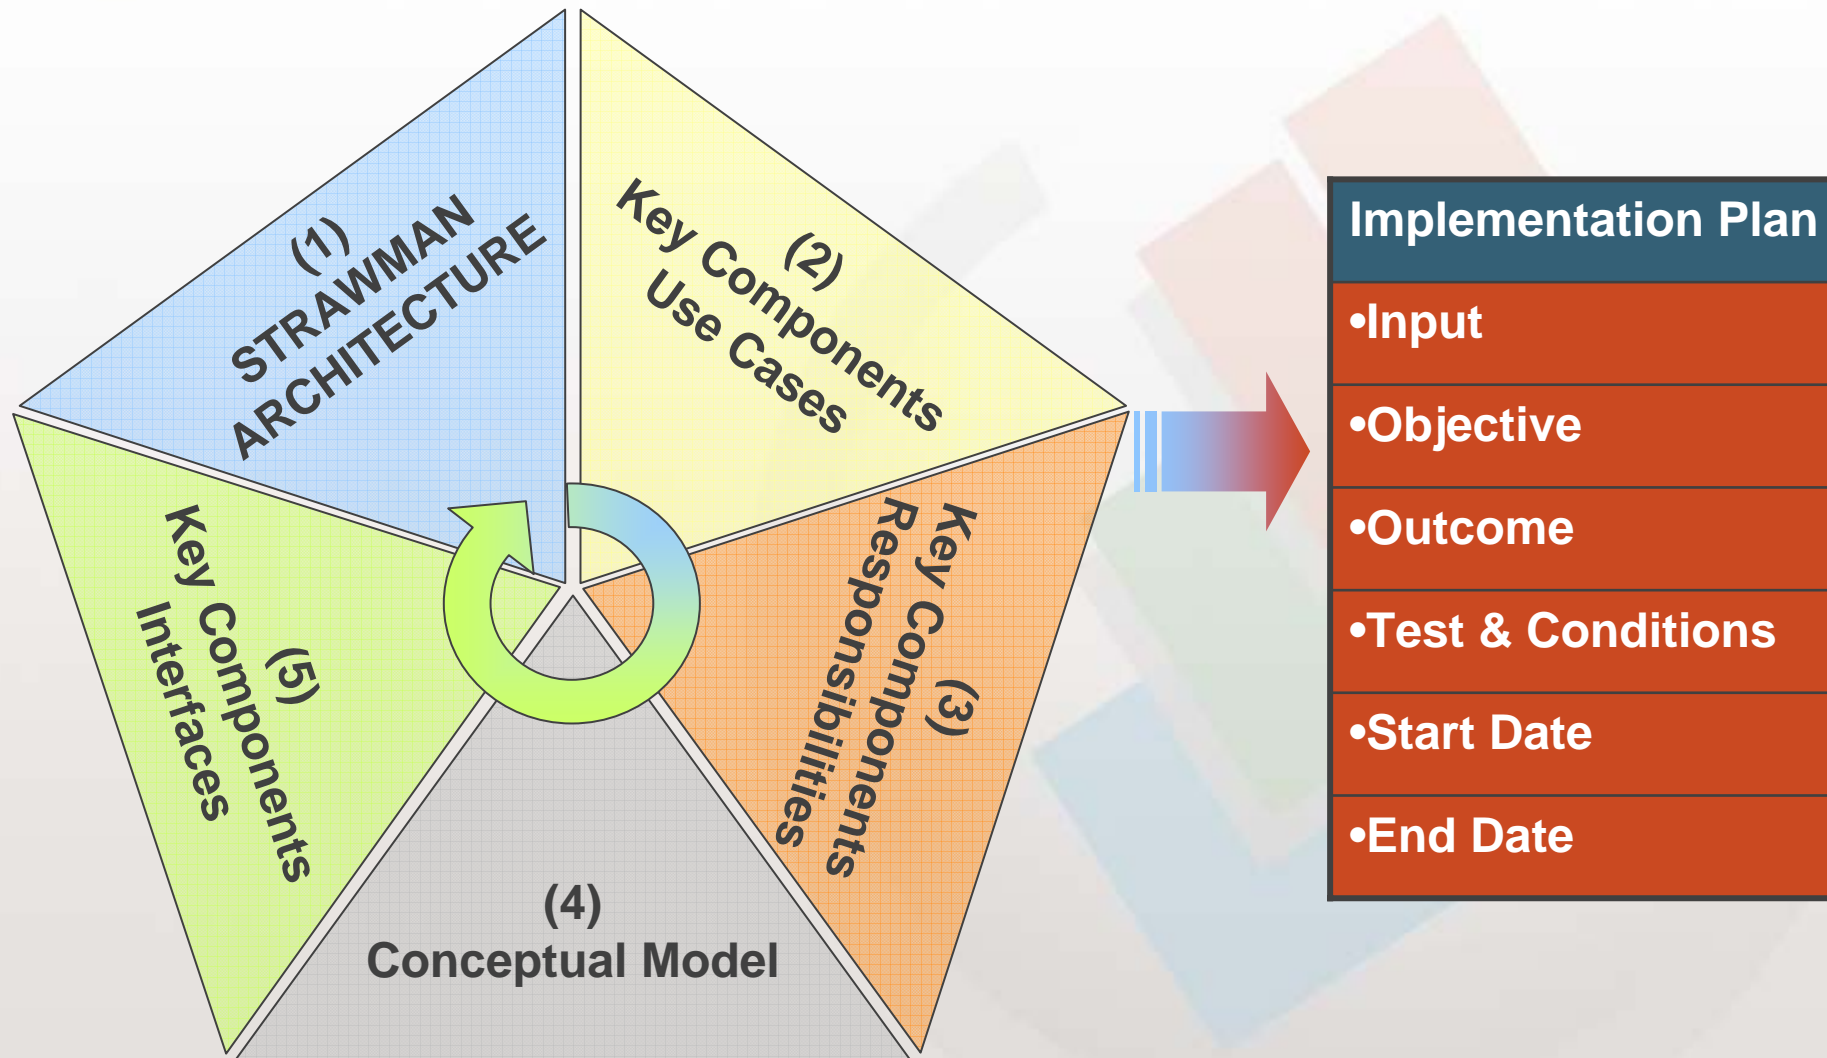 (1)
STRAWMAN
ARCHITECTURE
(2)
Key Components
Use Cases
(3)
Key Components
Responsibilities
(4)
Conceptual Model
(5)
Key Components
Interfaces
Implementation Plan
•Input
•Objective
•Outcome
•Test & Conditions
•Start Date
•End Date